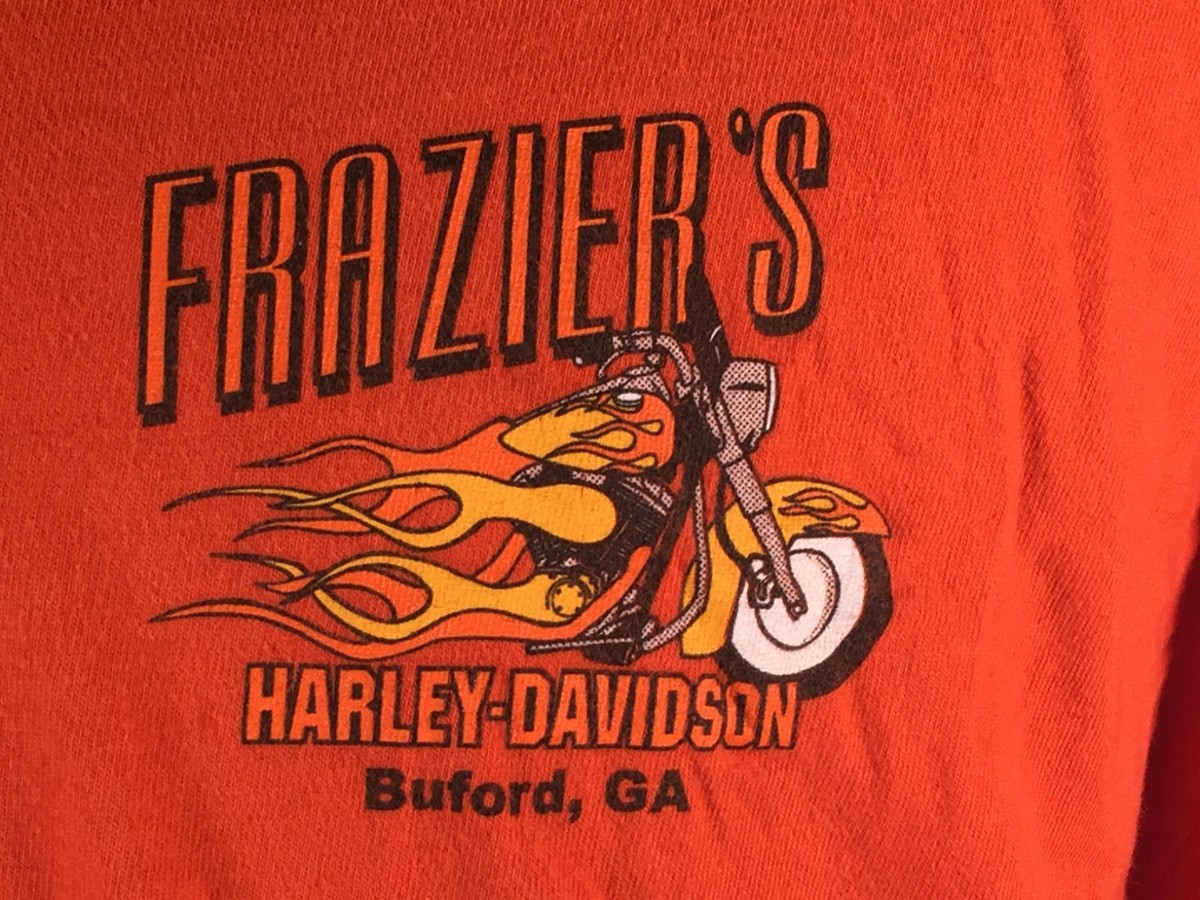 FRAZIER'S
HARLEY-DAVIDSON
Buford, GA